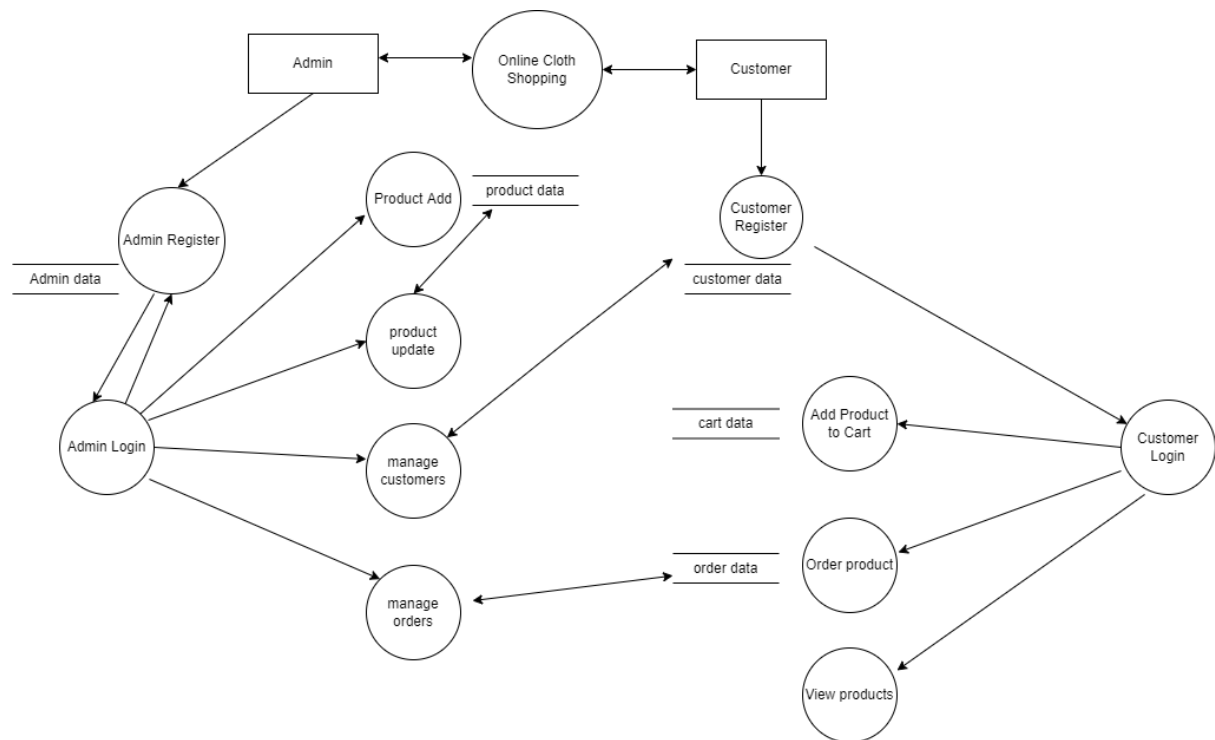 Admin
Online Cloth
Shopping
Customer
Product Add
product data
Customer
Register
Admin Register
Admin data
customer data
product
update
Admin Login
manage
customers
cart data
Add Product
to Cart
Customer
Login
order data
Order product
manage
orders
View products